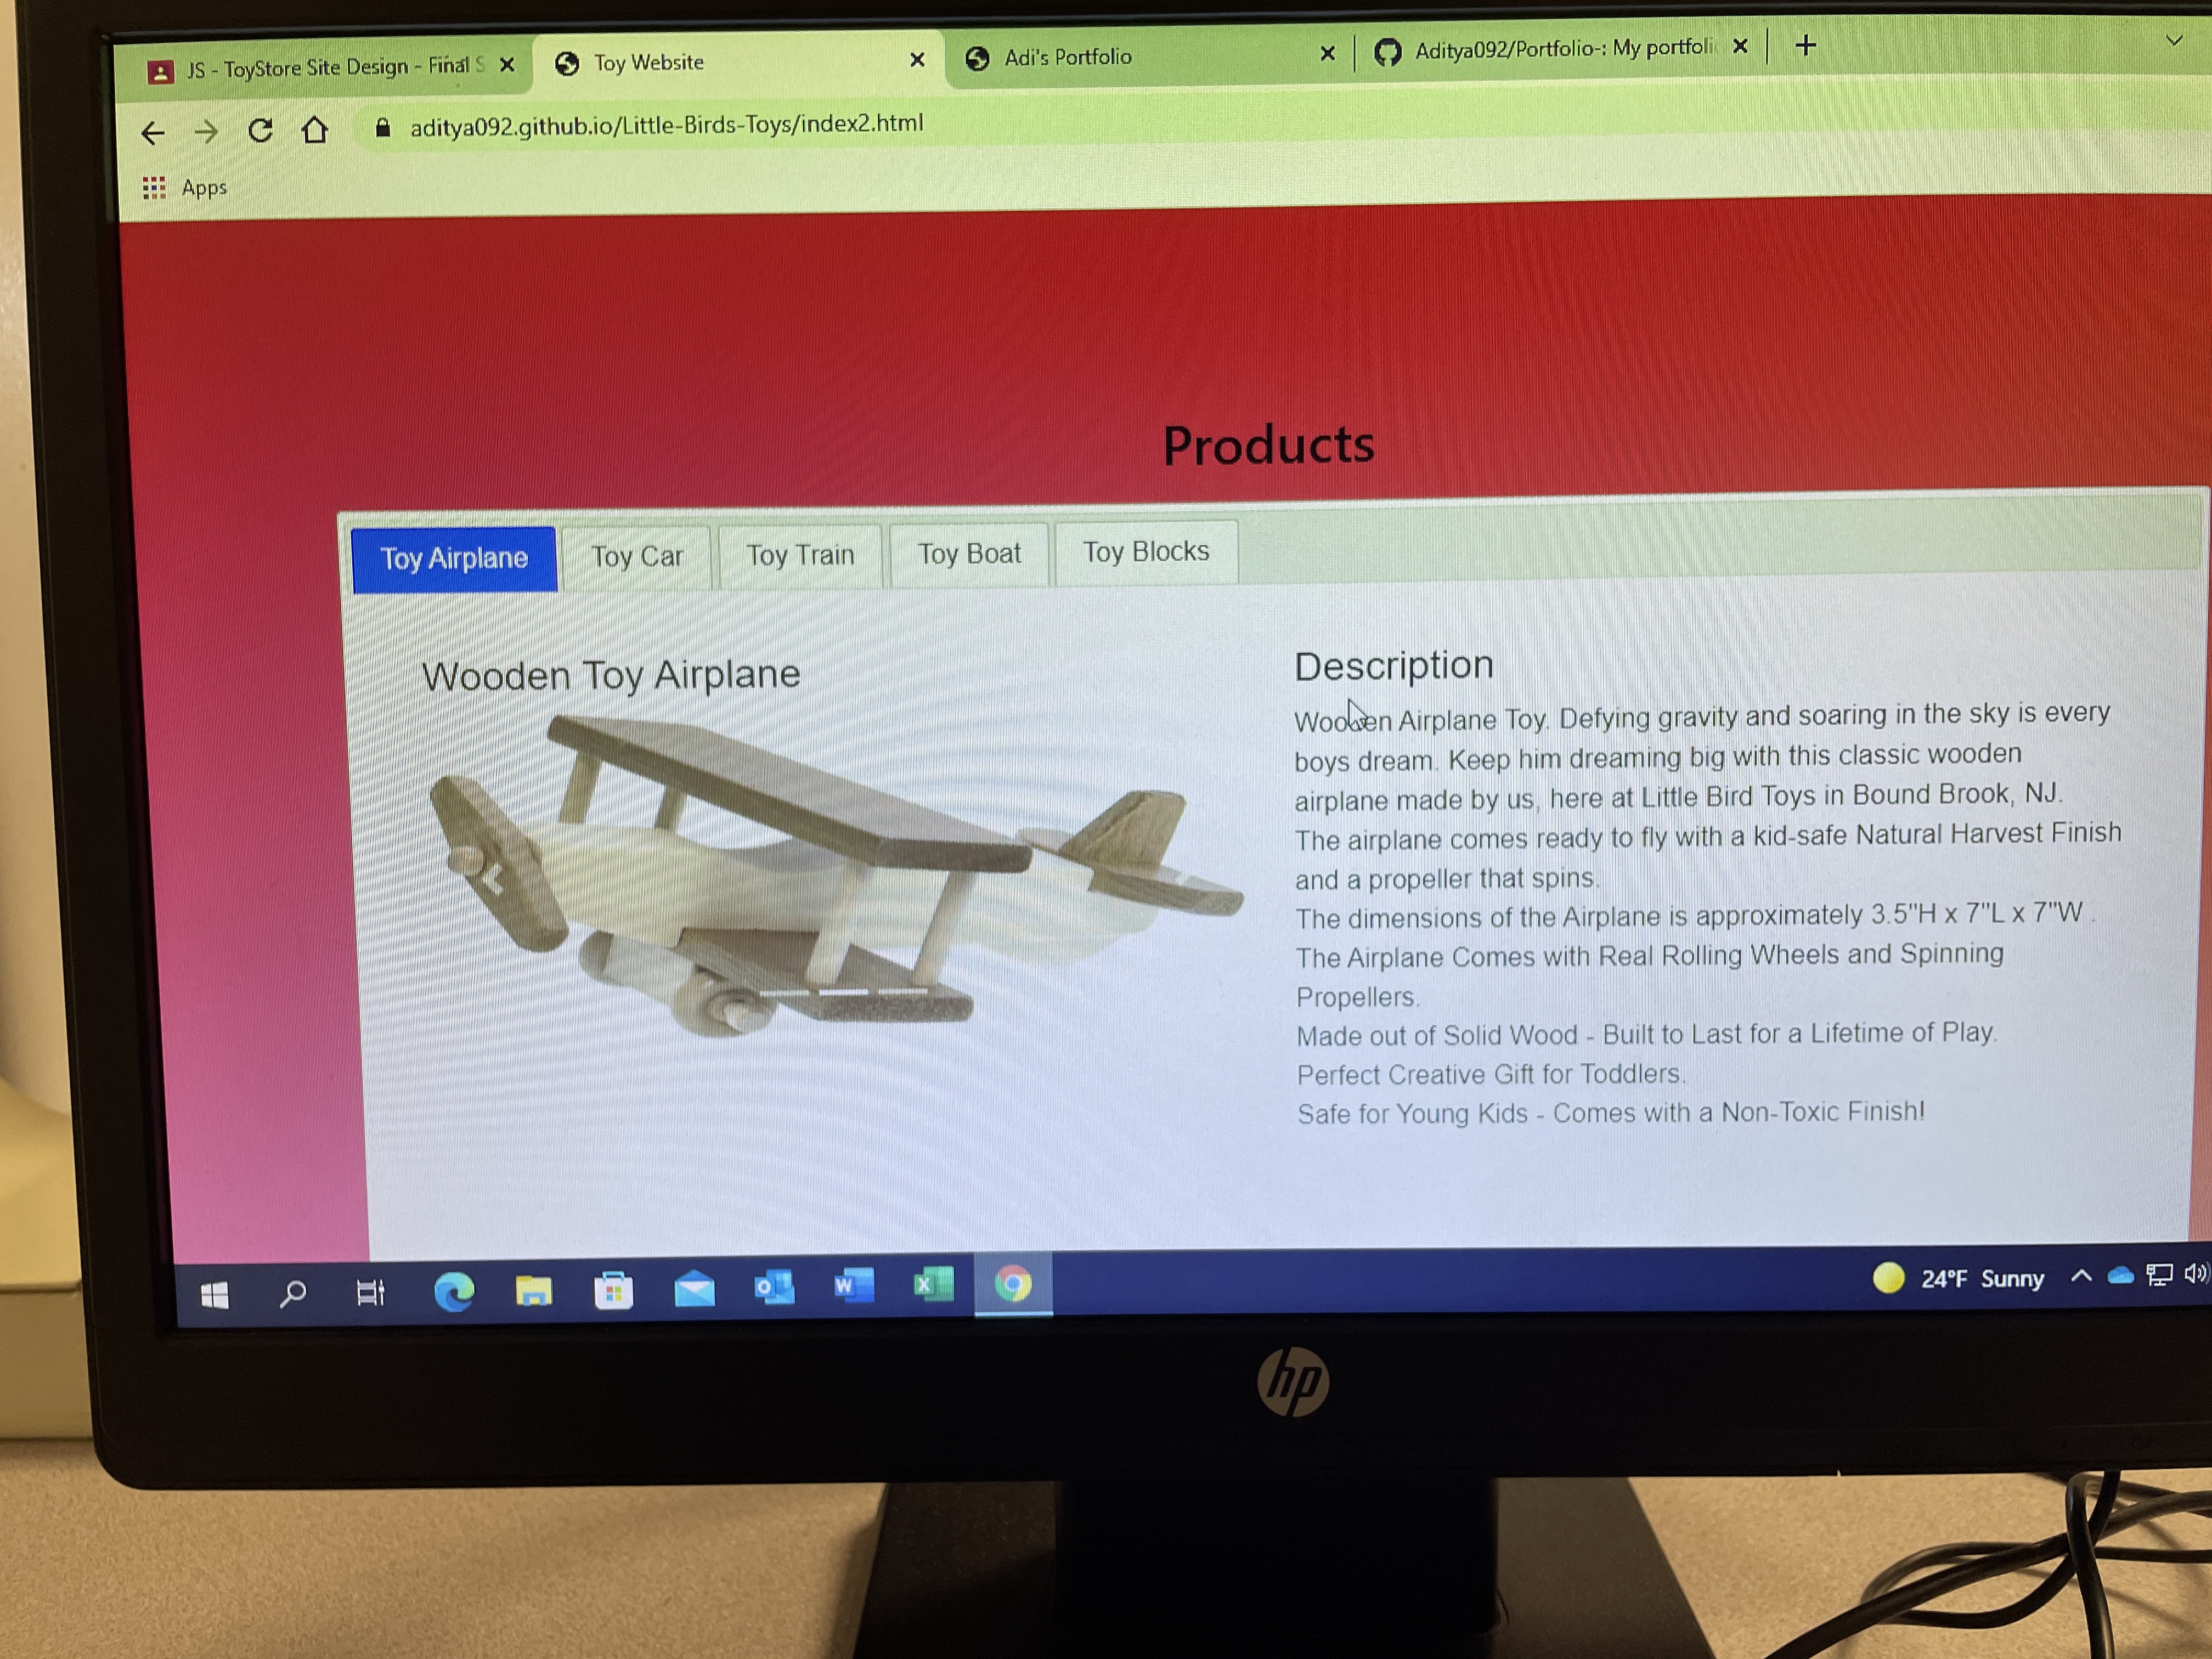 JS - ToyStore Site Design - Final S
Toy Website
Adi's Portfolio
Aditya092/Portfolio-: My portfoli
aditya092.github.io/Little-Birds-Toys/index2.html
Apps
Products
Toy Airplane
Toy Car
Toy Train
Toy Boat
Toy Blocks
Wooden Toy Airplane
Description
Wooden Airplane Toy. Defying gravity and soaring in the sky is every
boys dream. Keep him dreaming big with this classic wooden
airplane made by us, here at Little Bird Toys in Bound Brook, NJ.
The airplane comes ready to fly with a kid-safe Natural Harvest Finish
and a propeller that spins.
The dimensions of the Airplane is approximately 3.5"H x 7"L x 7"W .
The Airplane Comes with Real Rolling Wheels and Spinning
Propellers.
Made out of Solid Wood - Built to Last for a Lifetime of Play.
Perfect Creative Gift for Toddlers.
Safe for Young Kids - Comes with a Non-Toxic Finish!
24°F Sunny
hp